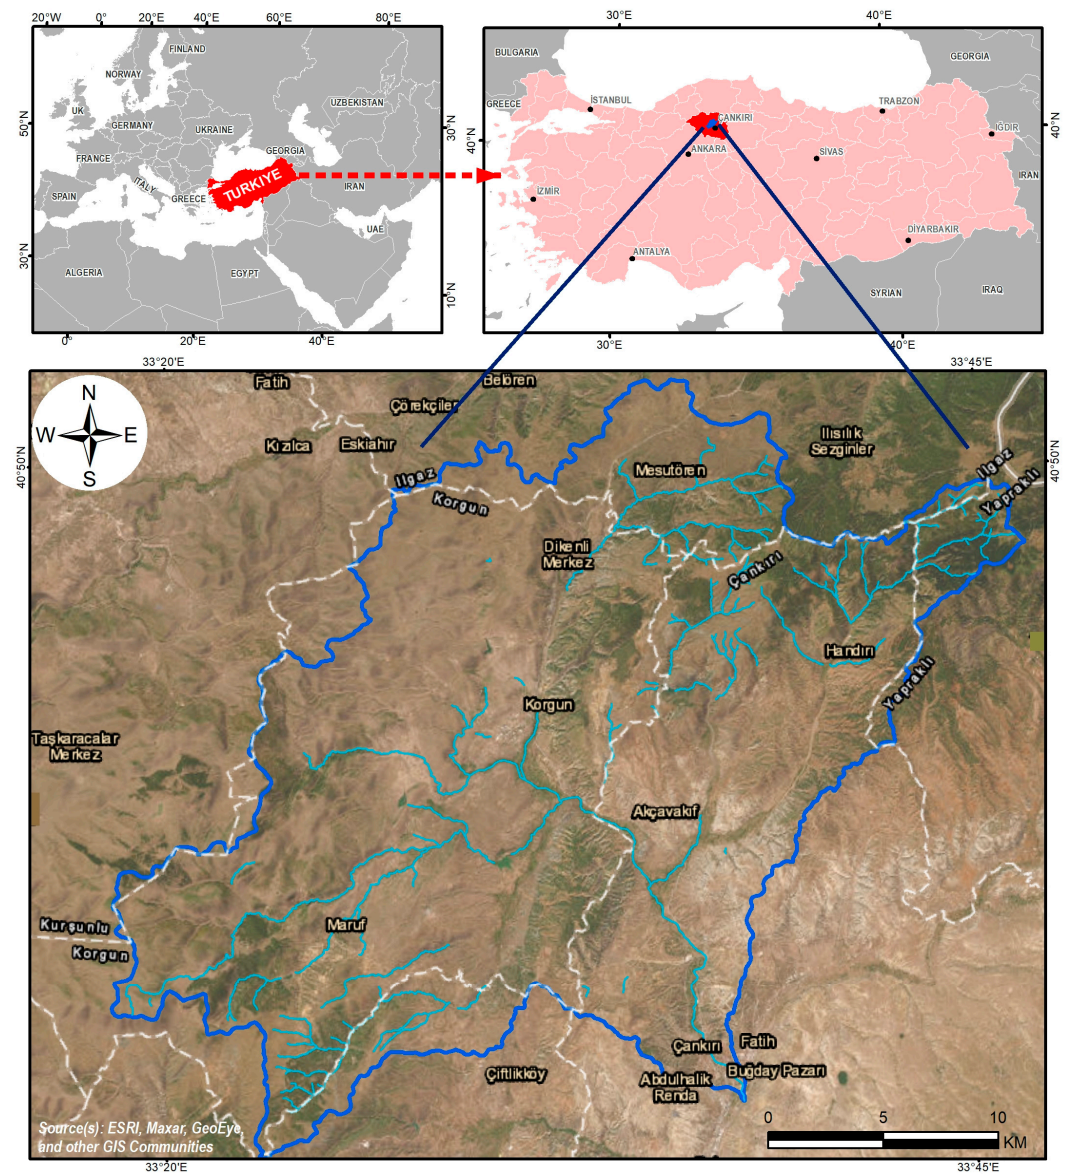 20°W 0° 20°E 40°E 60°E 80°E
FINLAND
NORWAY
UZBEKISTAN
UK
60°N
GERMANY
UKRAINE
30°N
FRANCE
GEORGIA
ITALY
TURKIYE
IRAN
SPAIN
GREECE
UAE
30°N
ALGERIA
EGYPT
10°N
0° 20°E 40°E
30°E 40°E
BULGARIA
GEORGIA
GREECE
İSTANBUL
TRABZON
ÇANKIRI
IĞDIR
40°N
40°N
ANKARA
SIVAS
IRAN
İZMİR
DİYARBAKIR
ANTALYA
SYRIAN
IRAQ
30°E 40°E
33°20'E 33°45'E
N
W E
S
Fatih
Belören
Çörekçiler
Kızılca
Eskiahır
Ilısılık
Sezginler
40°50'N
40°50'N
Ilgaz
Korgun
Mesutören
Ilgaz
Yapraklı
Dikenli
Merkez
Çankırı
Handırı
Yapraklı
Korgun
Taşkaracalar
Merkez
Akçavakıf
Maruf
Kurşunlu
Korgun
Çankırı
Fatih
Çiftlikköy
Abdulhalik
Renda
Buğday Pazarı
0 5 10
KM
Source(s): ESRI, Maxar, GeoEye,
and other GIS Communities
33°20'E 33°45'E